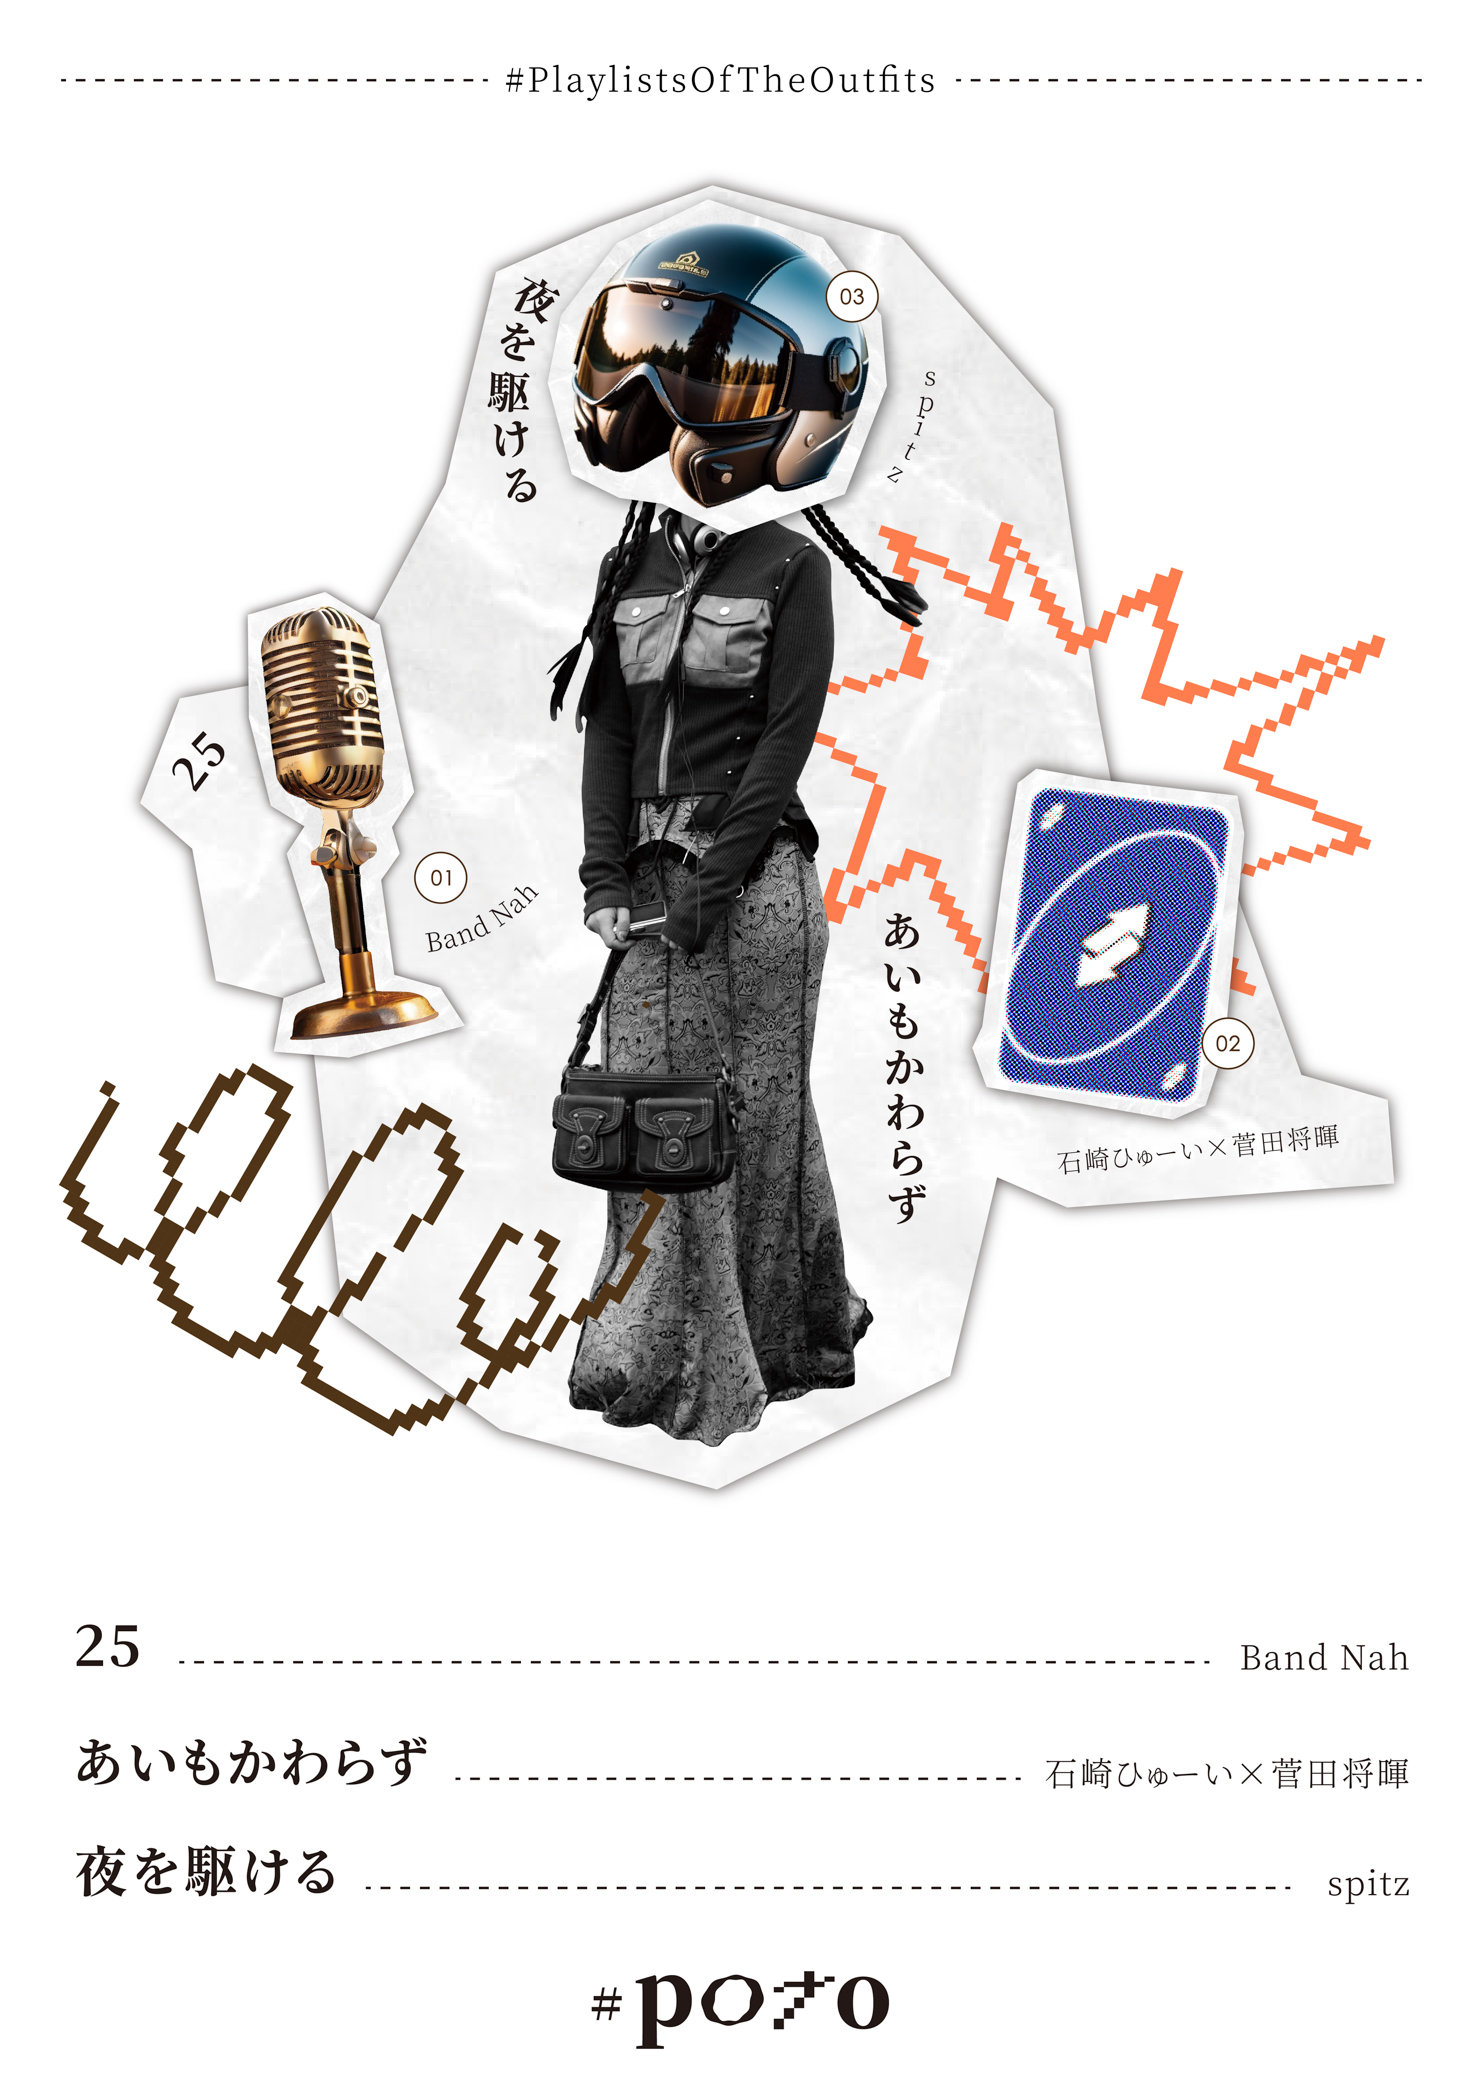 #PlaylistsOfTheOutfits
夜を駆ける
03
spitz
25
01
Band Nah
あいもかわらず
02
石崎ひゅーい×菅田将暉
25 Band Nah
あいもかわらず 石崎ひゅーい×菅田将暉
夜を駆ける spitz